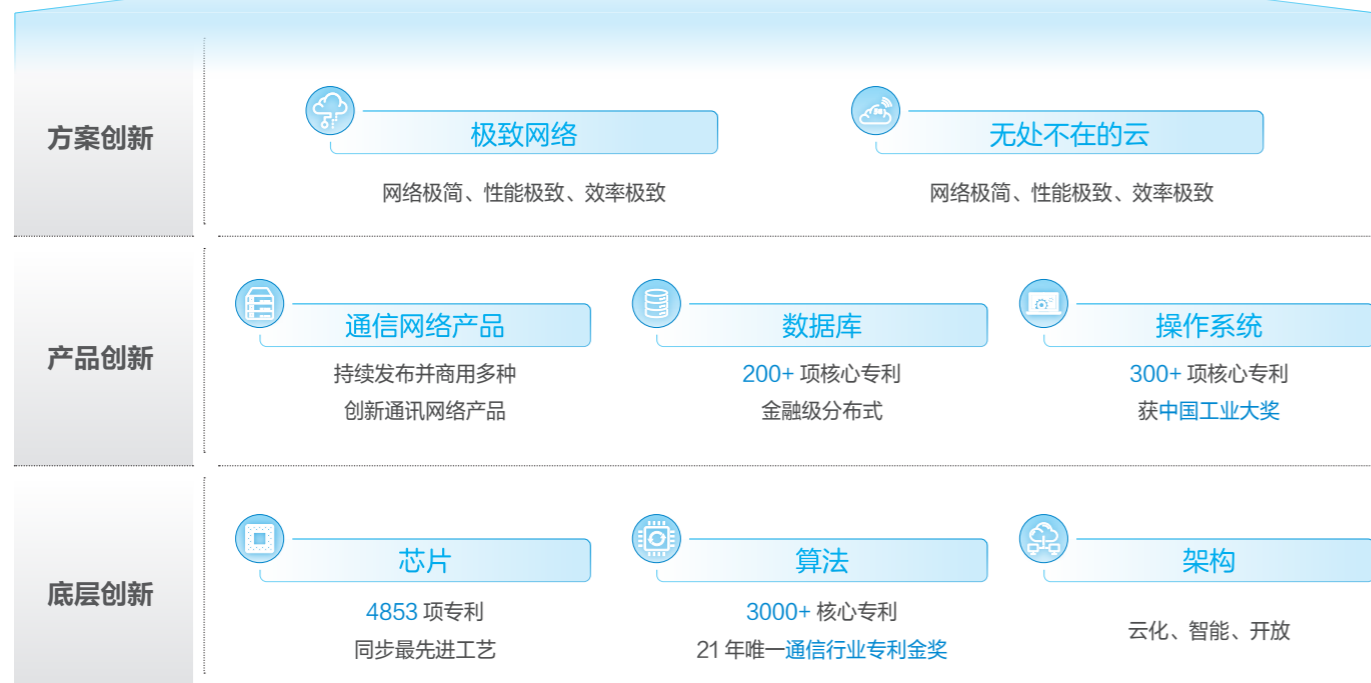 方案创新
极致网络
网络极简、性能极致、效率极致
无处不在的云
网络极简、性能极致、效率极致
产品创新
通信网络产品
持续发布并商用多种
创新通讯网络产品
数据库
200+ 项核心专利
金融级分布式
操作系统
300+ 项核心专利
获中国工业大奖
底层创新
芯片
4853 项专利
同步最先进工艺
算法
3000+ 核心专利
21 年唯一通信行业专利金奖
架构
云化、智能、开放